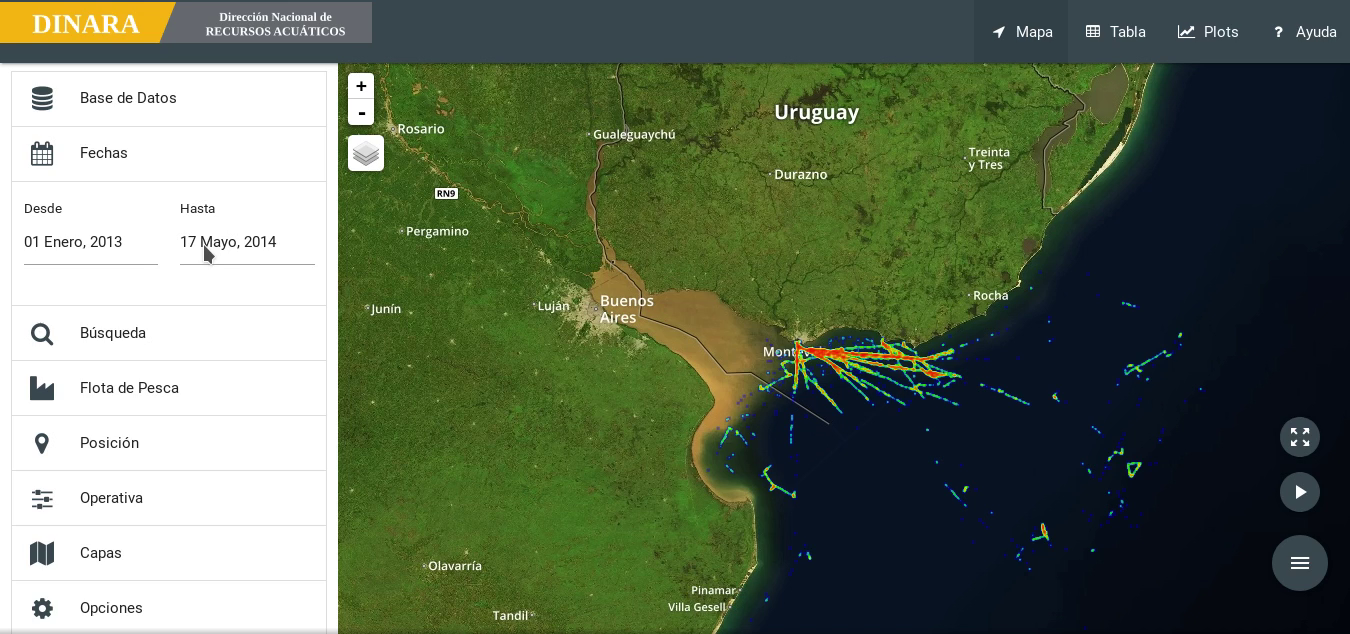 DINARA
Dirección Nacional de
RECURSOS ACUÁTICOS
Mapa
Tabla
Plots
? Ayuda
Base de Datos
Fechas
Desde
Hasta
01 Enero, 2013
17 Mayo, 2014
Búsqueda
Flota de Pesca
Posición
Operativa
Capas
Opciones
+
-
Uruguay
Rosario
Gualeguaychú
Treinta
y Tres
Durazno
RN9
Pergamino
Rocha
Junín
Luján
Buenos
Aires
Olavarría
Pinamar
Villa Gesell
Tandil